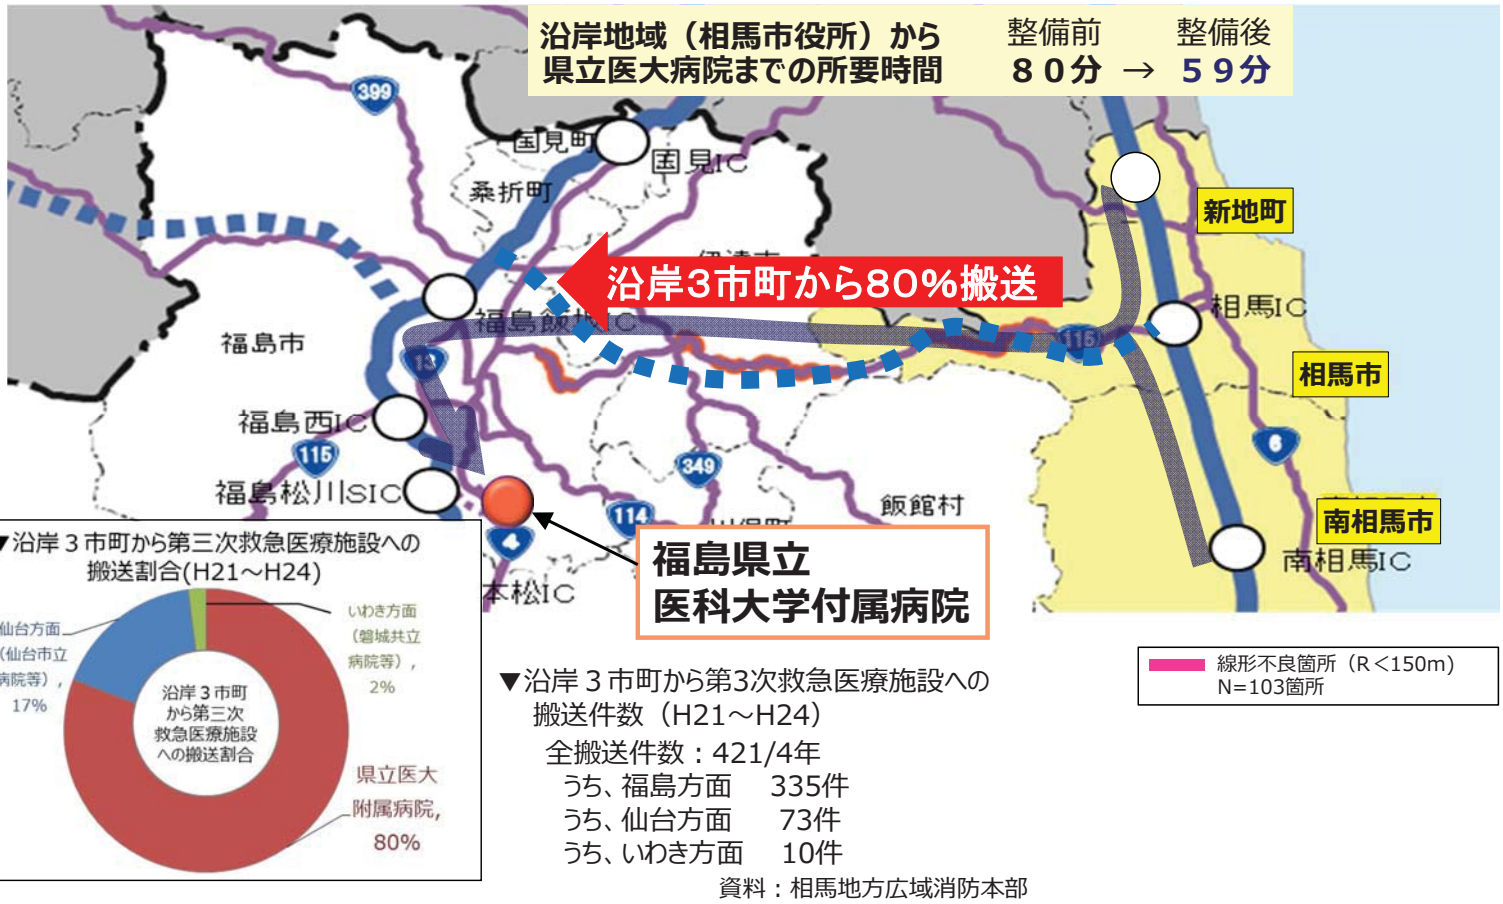 沿岸地域（相馬市役所）から
県立医大病院までの所要時間
整備前 整備後
８０分 → ５９分
399
国見町
国見IC
桑折町
新地町
沿岸3市町から80%搬送
相馬IC
福島飯坂IC
福島市
13
115
相馬市
福島西IC
115
6
349
福島松川SIC
飯館村
114
南相馬市
4
南相馬IC
本松IC
福島県立
医科大学付属病院
▼沿岸３市町から第三次救急医療施設への
搬送割合(H21～H24)
仙台方面
（仙台市立
病院等）,
17%
いわき方面
（磐城共立
病院等）,
2%
沿岸３市町
から第三次
救急医療施設
への搬送割合
県立医大
附属病院,
80%
▼沿岸３市町から第3次救急医療施設への
搬送件数（H21～H24）
全搬送件数：421/4年
うち、福島方面 335件
うち、仙台方面 73件
うち、いわき方面 10件
資料：相馬地方広域消防本部
線形不良箇所（R＜150m）
N=103箇所